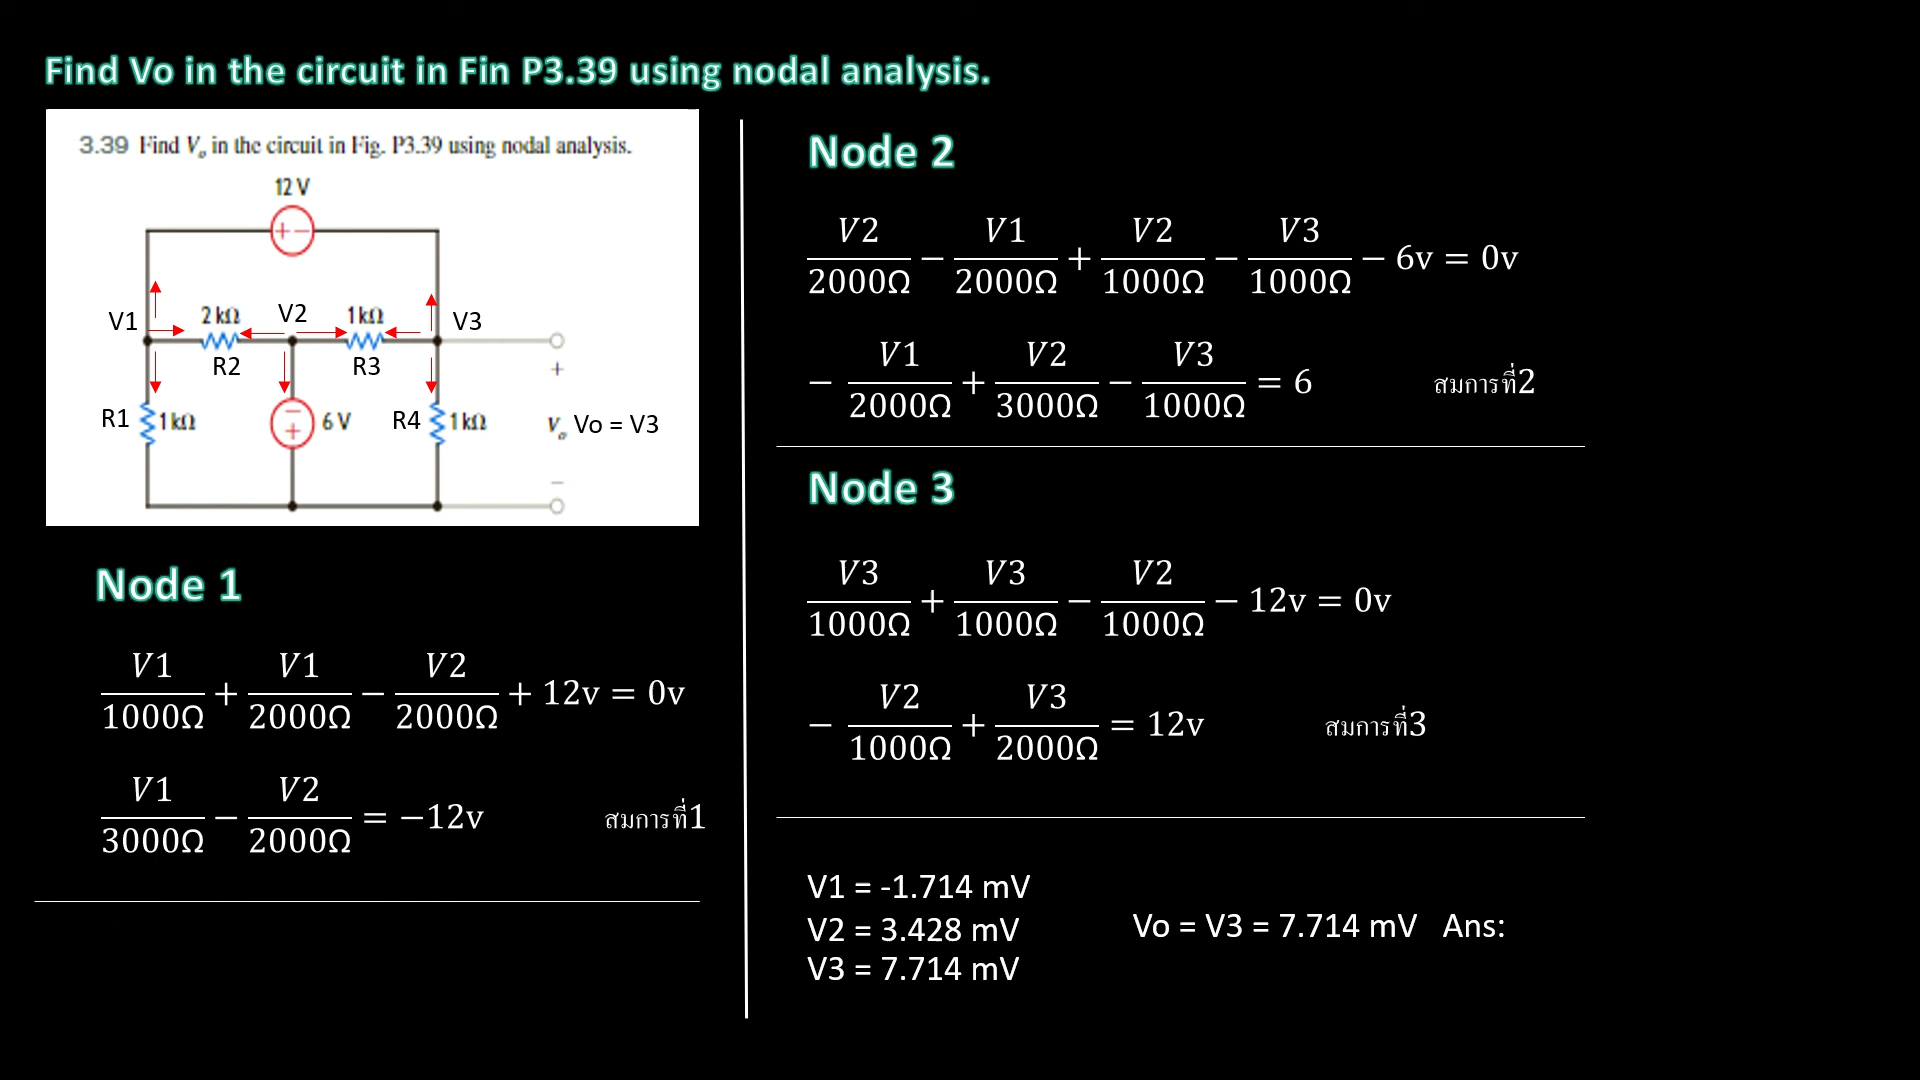 Find Vo in the circuit in Fin P3.39 using nodal analysis.
3.39 Find Vₒ in the circuit in Fig. P3.39 using nodal analysis.
12 V
+ −
V1 2 kΩ V2 1 kΩ V3
R2 R3
+
R1 1 kΩ − + 6 V R4 1 kΩ Vₒ Vo = V3
−
Node 1
V1/1000Ω + V1/2000Ω − V2/2000Ω + 12v = 0v
V1/3000Ω − V2/2000Ω = −12v สมการที่1
Node 2
V2/2000Ω − V1/2000Ω + V2/1000Ω − V3/1000Ω − 6v = 0v
− V1/2000Ω + V2/3000Ω − V3/1000Ω = 6 สมการที่2
Node 3
V3/1000Ω + V3/1000Ω − V2/1000Ω − 12v = 0v
− V2/1000Ω + V3/2000Ω = 12v สมการที่3
V1 = -1.714 mV
V2 = 3.428 mV
V3 = 7.714 mV
Vo = V3 = 7.714 mV Ans: